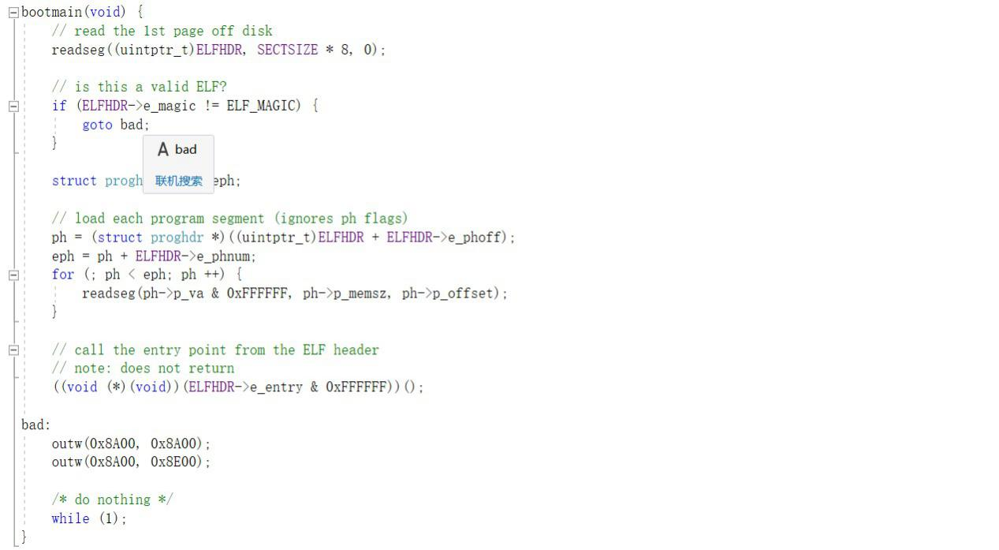 bootmain(void) {
// read the 1st page off disk
readseg((uintptr_t)ELFHDR, SECTSIZE * 8, 0);
// is this a valid ELF?
if (ELFHDR->e_magic != ELF_MAGIC) {
goto bad;
}
A bad
struct progh
联机搜索
eph;
// load each program segment (ignores ph flags)
ph = (struct proghdr *)((uintptr_t)ELFHDR + ELFHDR->e_phoff);
eph = ph + ELFHDR->e_phnum;
for (; ph < eph; ph ++) {
readseg(ph->p_va & 0xFFFFFF, ph->p_memsz, ph->p_offset);
}
// call the entry point from the ELF header
// note: does not return
((void (*)(void))(ELFHDR->e_entry & 0xFFFFFF))();
bad:
outw(0x8A00, 0x8A00);
outw(0x8A00, 0x8E00);
/* do nothing */
while (1);
}